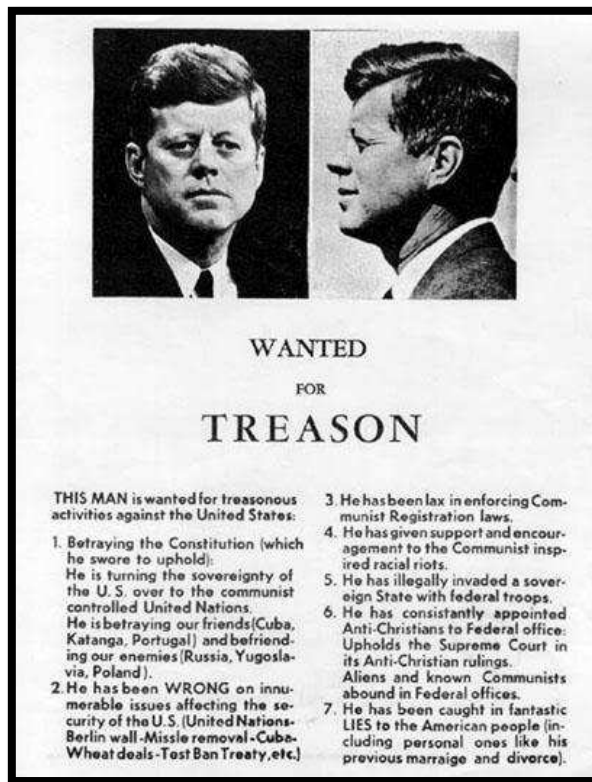 WANTED
FOR
TREASON
THIS MAN is wanted for treasonous
activities against the United States:
1. Betraying the Constitution (which
he swore to uphold):
He is turning the sovereignty of
the U.S. over to the communist
controlled United Nations.
He is betraying our friends (Cuba,
Katanga, Portugal) and befriend-
ing our enemies (Russia, Yugosla-
via, Poland).
2. He has been WRONG on innu-
merable issues affecting the se-
curity of the U.S. (United Nations-
Berlin wall-Missle removal-Cuba-
Wheat deals-Test Ban Treaty, etc.)
3. He has been lax in enforcing Com-
munist Registration laws.
4. He has given support and encour-
agement to the Communist insp-
ired racial riots.
5. He has illegally invaded a sover-
eign State with federal troops.
6. He has consistantly appointed
Anti-Christians to Federal office:
Upholds the Supreme Court in
its Anti-Christian rulings.
Aliens and known Communists
abound in Federal offices.
7. He has been caught in fantastic
LIES to the American people (in-
cluding personal ones like his
previous marraige and divorce).